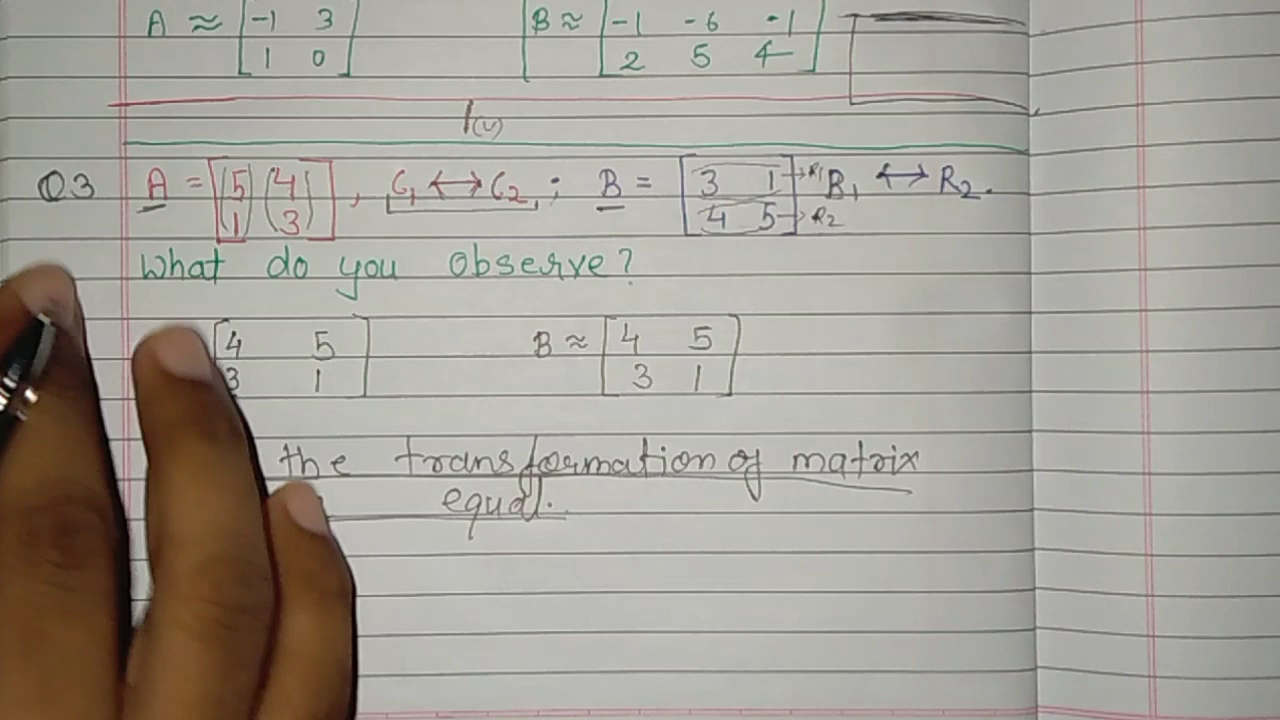 A ≈ [-1 3 B ≈ [-1 -6 -1
1 0] 2 5 4]
Q3 A = [5 4 , C₁ ↔ C₂ ; B = [3 1 → R₁ B₁ ↔ R₂.
1 3] 4 5] → R₂
What do you observe?
[4 5 B ≈ [4 5
3 1] 3 1]
the transformation of matrix
equal.